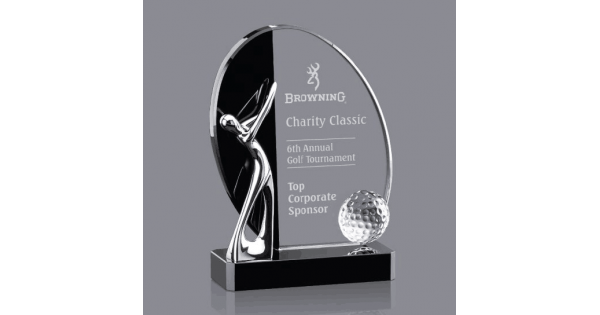 BROWNING
Charity Classic
6th Annual
Golf Tournament
Top
Corporate
Sponsor